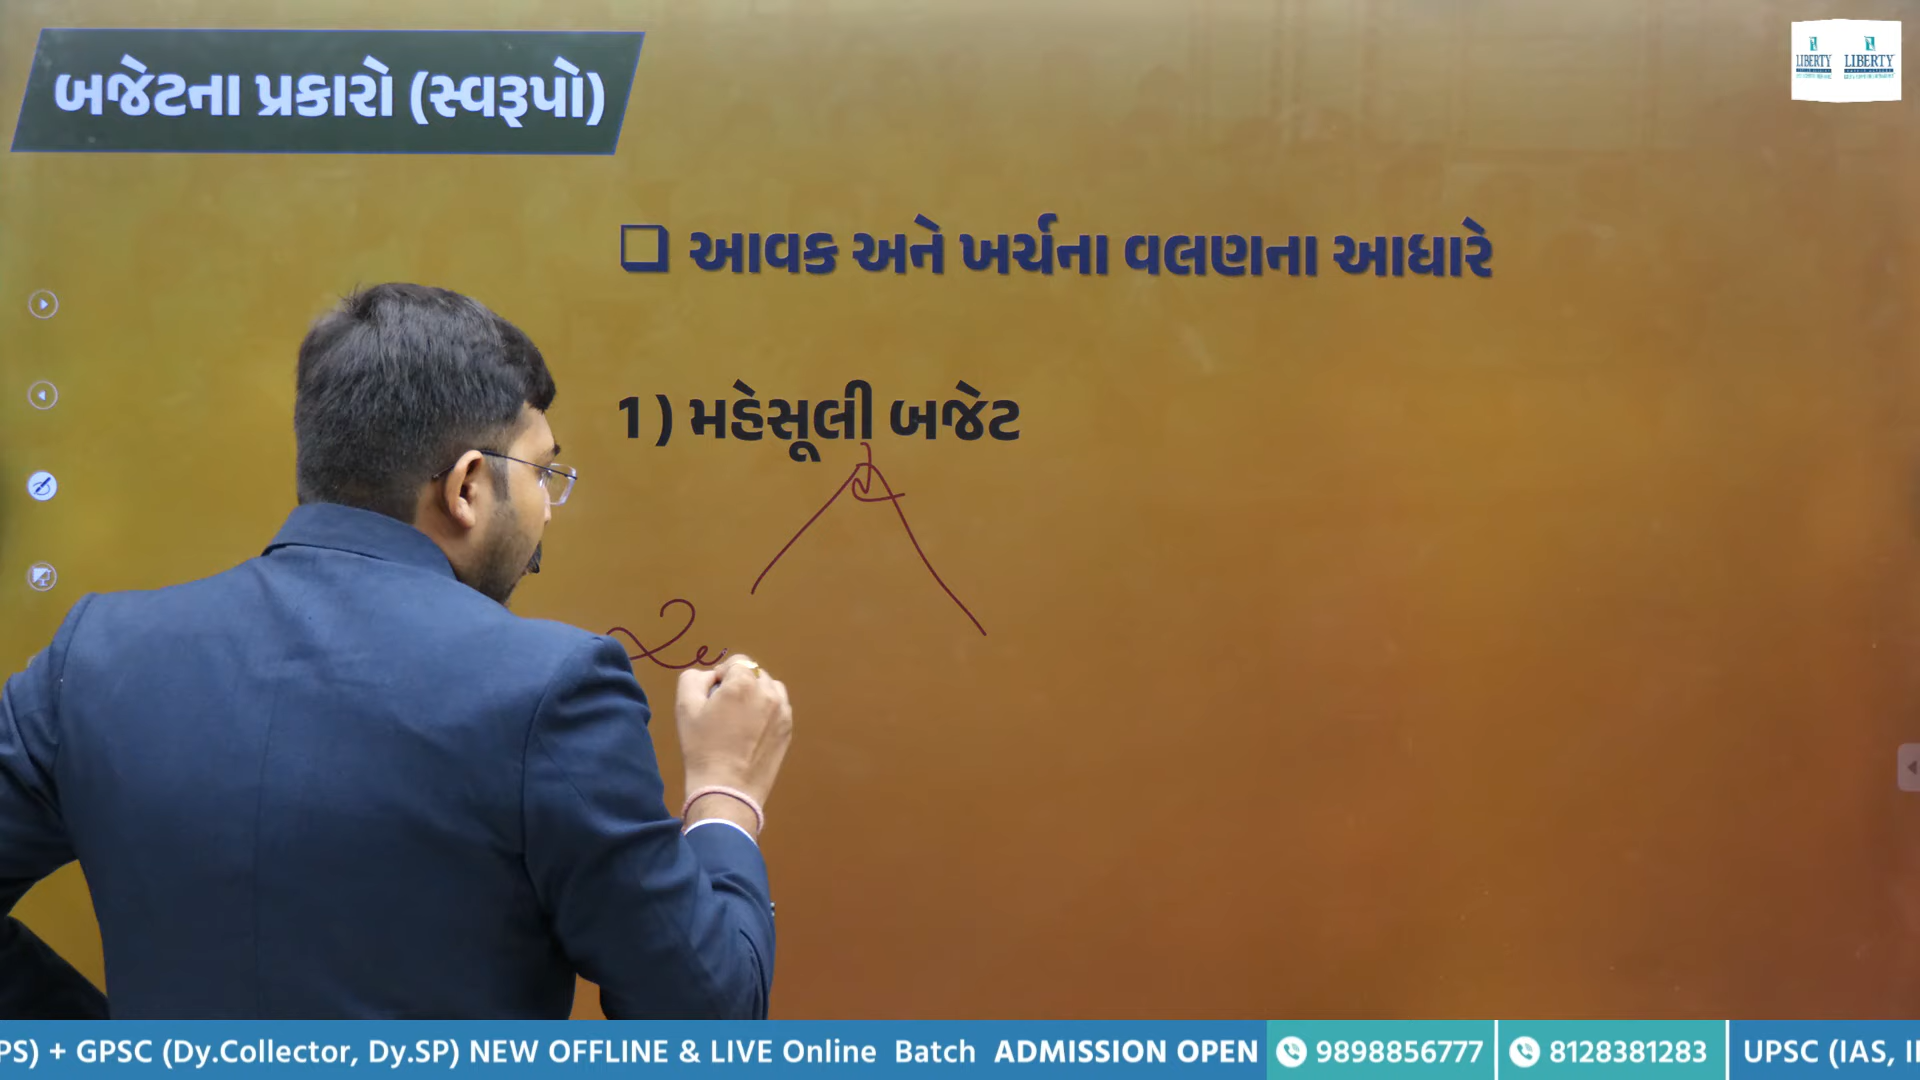 બજેટના પ્રકારો (સ્વરૂપો)
LIBERTY LIBERTY
❑ આવક અને ખર્ચના વલણના આધારે
1) મહેસૂલી બજેટ
PS) + GPSC (Dy.Collector, Dy.SP) NEW OFFLINE & LIVE Online Batch ADMISSION OPEN 9898856777 8128381283 UPSC (IAS, I